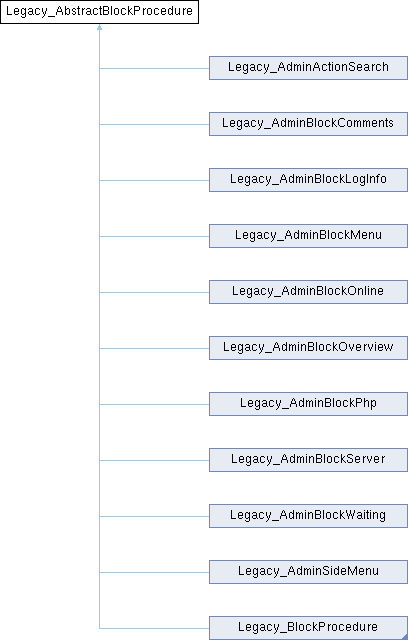 Legacy_AbstractBlockProcedure
Legacy_AdminActionSearch
Legacy_AdminBlockComments
Legacy_AdminBlockLogInfo
Legacy_AdminBlockMenu
Legacy_AdminBlockOnline
Legacy_AdminBlockOverview
Legacy_AdminBlockPhp
Legacy_AdminBlockServer
Legacy_AdminBlockWaiting
Legacy_AdminSideMenu
Legacy_BlockProcedure